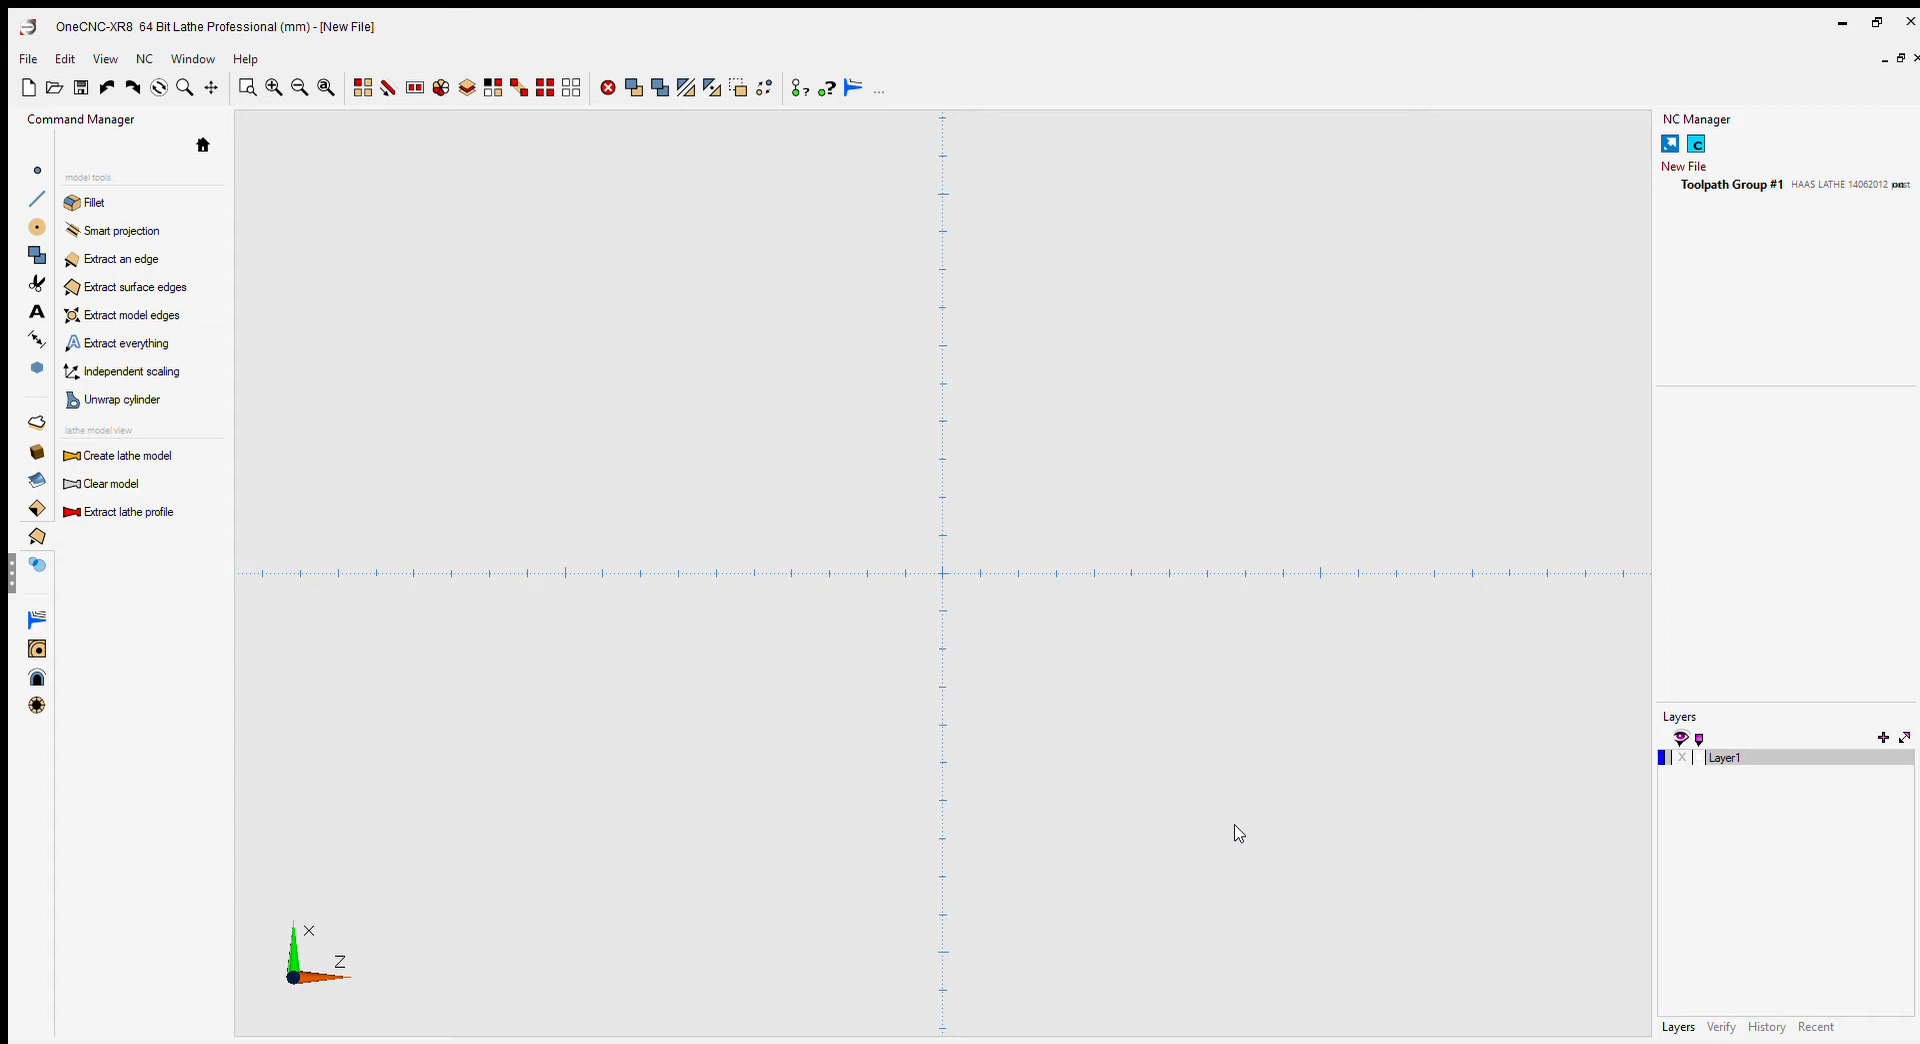 OneCNC-XR8 64 Bit Lathe Professional (mm) - [New File]
File Edit View NC Window Help
...
Command Manager
model tools
Fillet
Smart projection
Extract an edge
Extract surface edges
Extract model edges
Extract everything
Independent scaling
Unwrap cylinder
lathe model view
Create lathe model
Clear model
Extract lathe profile
X
Z
NC Manager
New File
Toolpath Group #1 HAAS LATHE 14062012
Layers
X Layer1
Layers Verify History Recent